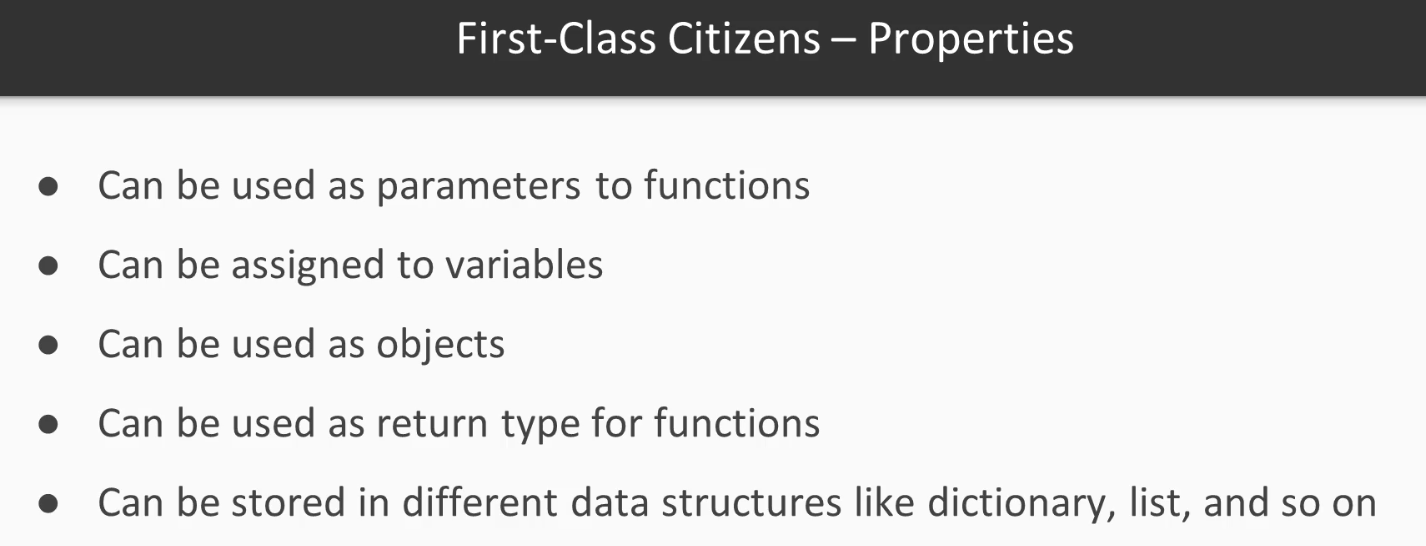 First-Class Citizens – Properties
● Can be used as parameters to functions
● Can be assigned to variables
● Can be used as objects
● Can be used as return type for functions
● Can be stored in different data structures like dictionary, list, and so on